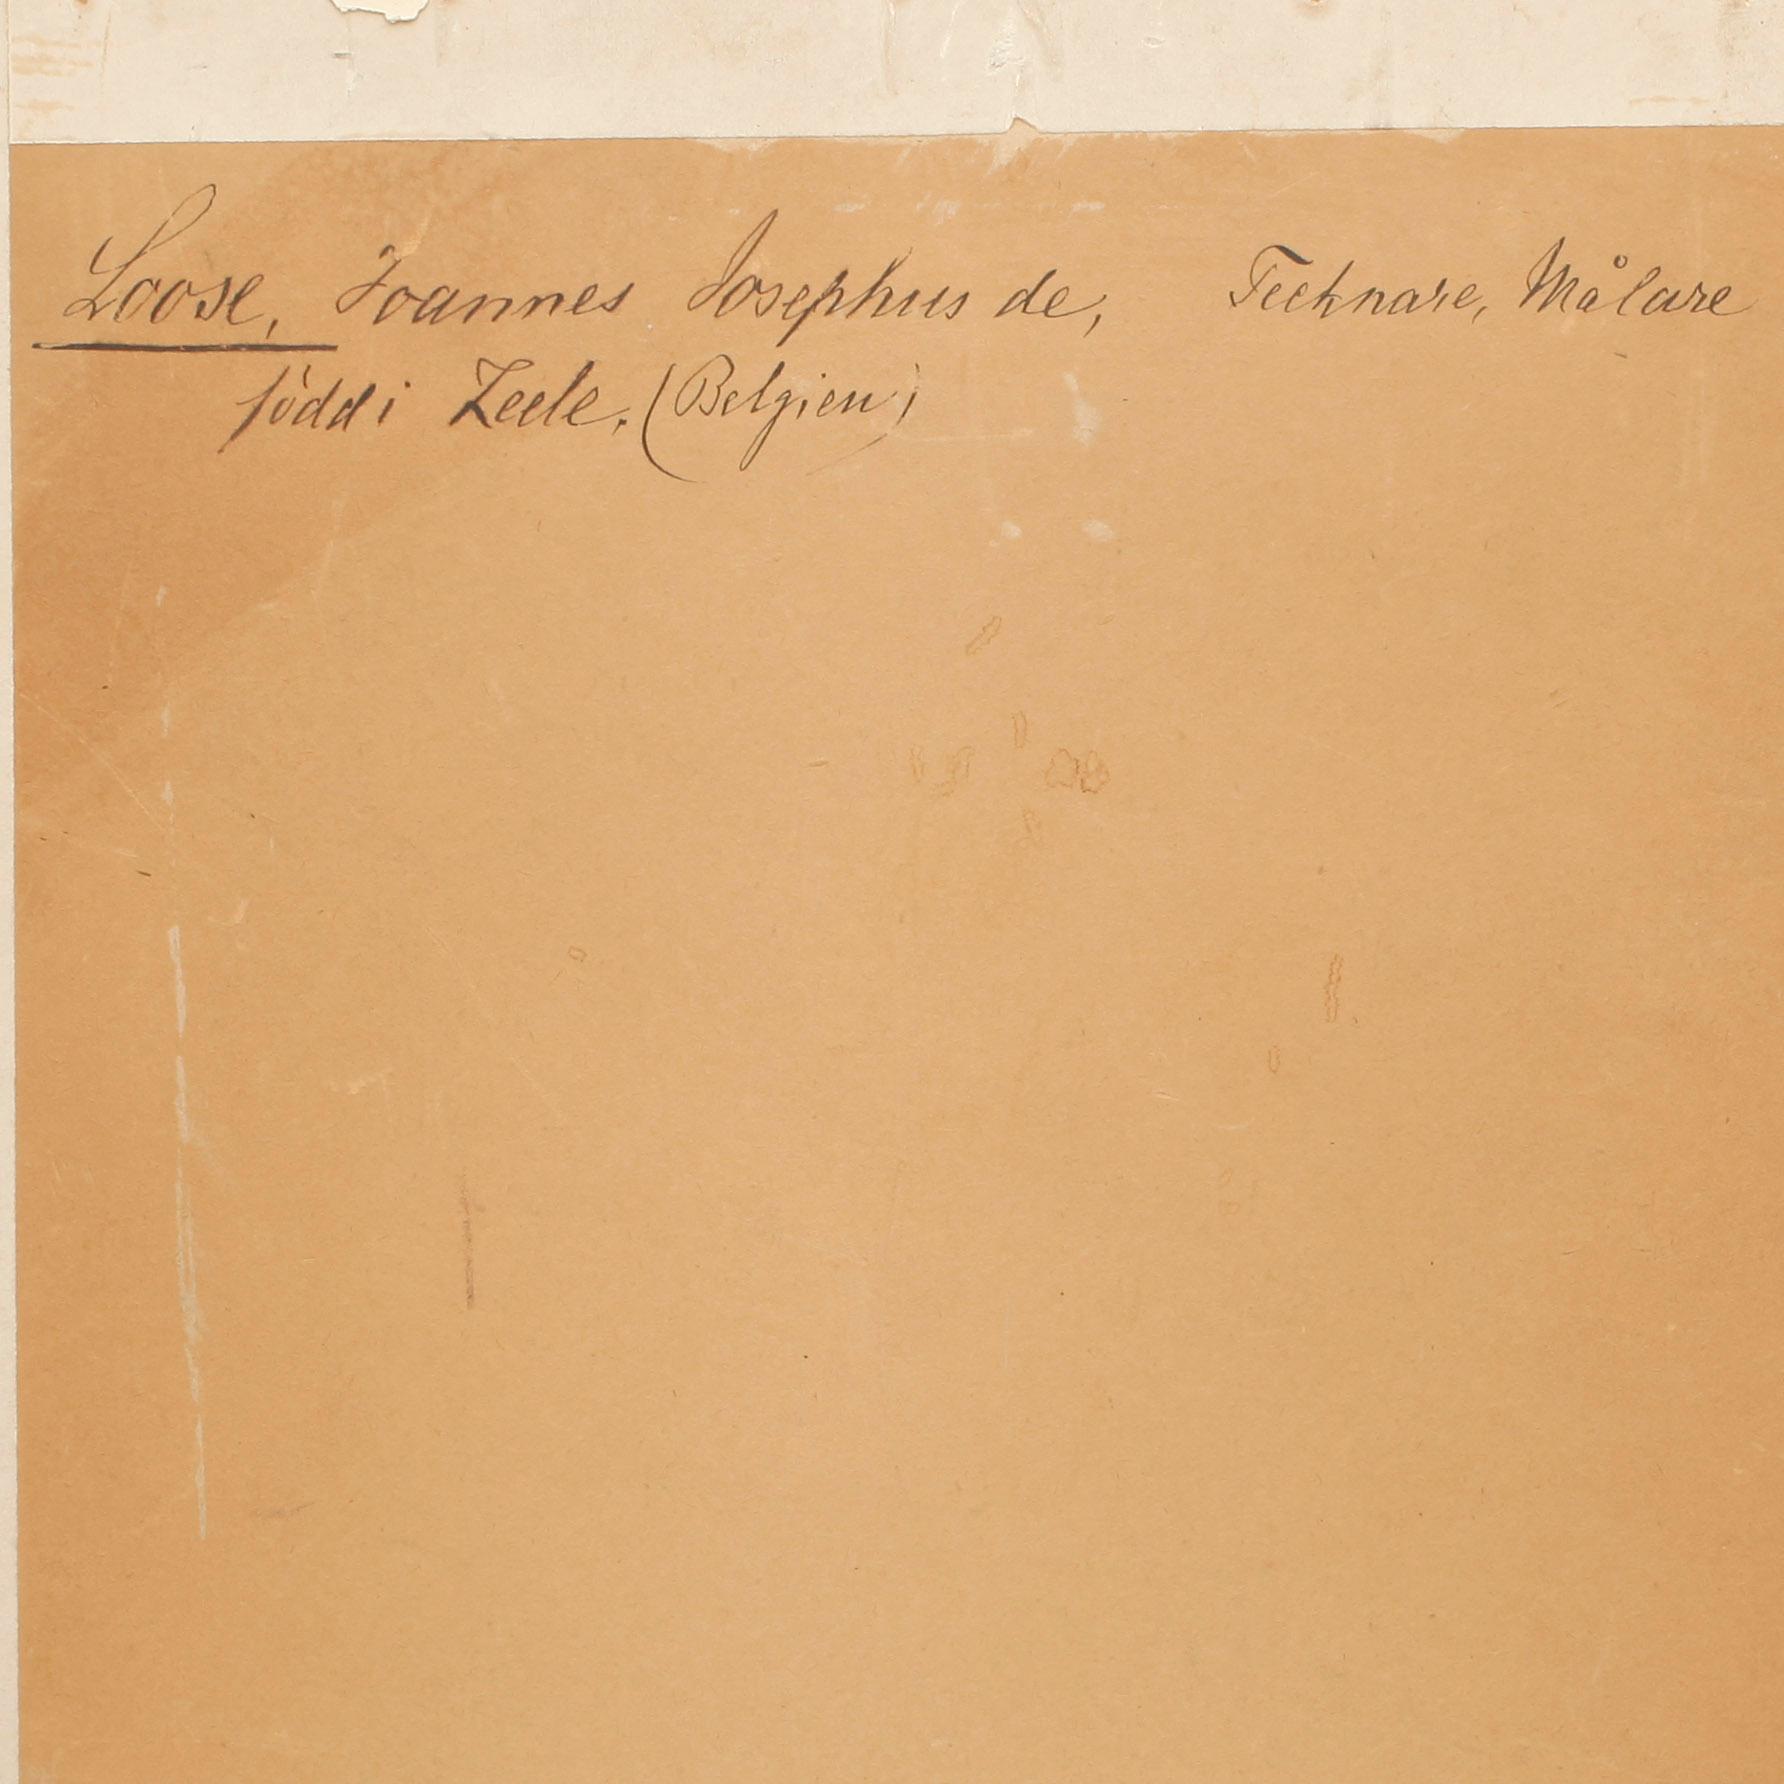 Loose, Joannes Josephus de, Tecknare, Målare
född i Zeele. (Belgien)